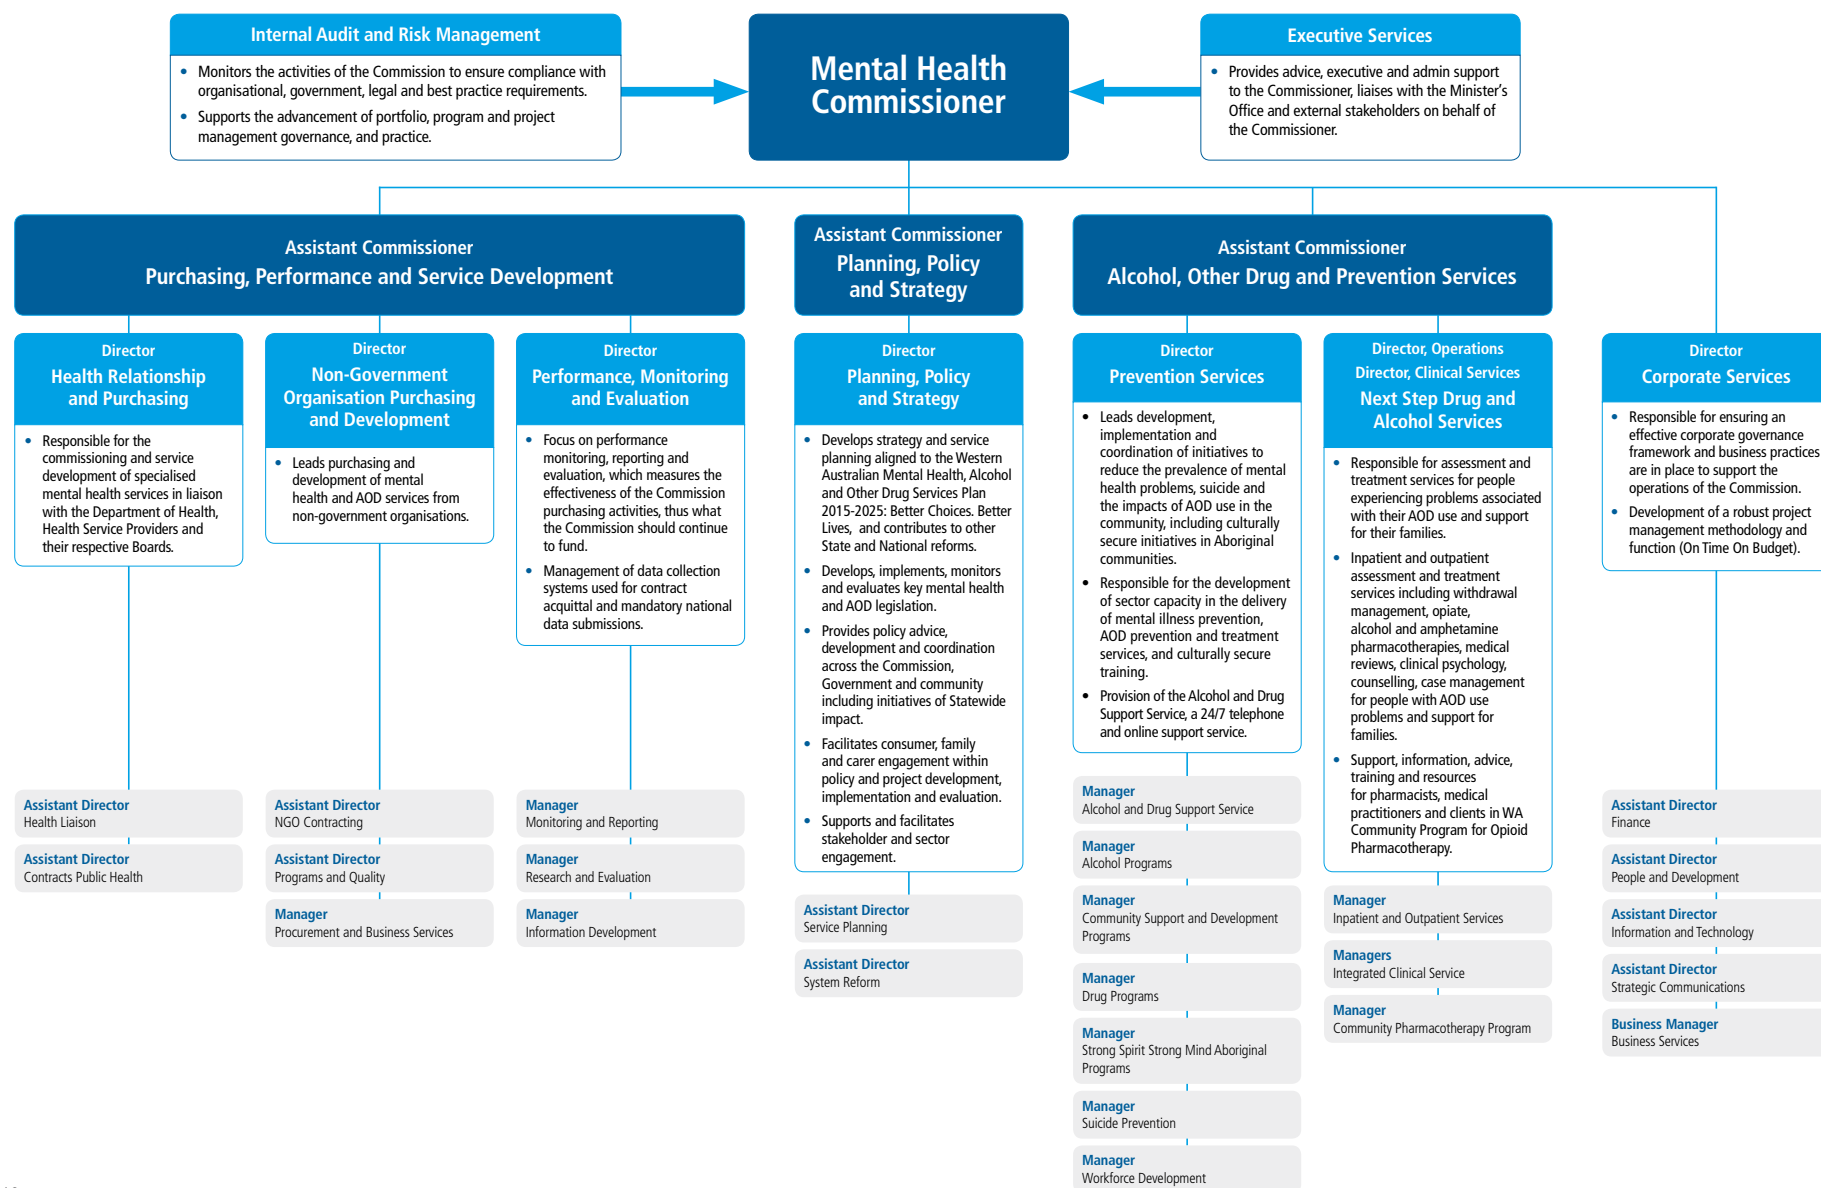 Internal Audit and Risk Management
• Monitors the activities of the Commission to ensure compliance with
organisational, government, legal and best practice requirements.
• Supports the advancement of portfolio, program and project
management governance, and practice.
Mental Health
Commissioner
Executive Services
• Provides advice, executive and admin support
to the Commissioner, liaises with the Minister’s
Office and external stakeholders on behalf of
the Commissioner.
Assistant Commissioner
Purchasing, Performance and Service Development
Assistant Commissioner
Planning, Policy
and Strategy
Assistant Commissioner
Alcohol, Other Drug and Prevention Services
Director
Health Relationship
and Purchasing
• Responsible for the
commissioning and service
development of specialised
mental health services in liaison
with the Department of Health,
Health Service Providers and
their respective Boards.
Assistant Director
Health Liaison
Assistant Director
Contracts Public Health
Director
Non-Government
Organisation Purchasing
and Development
• Leads purchasing and
development of mental
health and AOD services from
non-government organisations.
Assistant Director
NGO Contracting
Assistant Director
Programs and Quality
Manager
Procurement and Business Services
Director
Performance, Monitoring
and Evaluation
• Focus on performance
monitoring, reporting and
evaluation, which measures the
effectiveness of the Commission
purchasing activities, thus what
the Commission should continue
to fund.
• Management of data collection
systems used for contract
acquittal and mandatory national
data submissions.
Manager
Monitoring and Reporting
Manager
Research and Evaluation
Manager
Information Development
Director
Planning, Policy
and Strategy
• Develops strategy and service
planning aligned to the Western
Australian Mental Health, Alcohol
and Other Drug Services Plan
2015-2025: Better Choices. Better
Lives, and contributes to other
State and National reforms.
• Develops, implements, monitors
and evaluates key mental health
and AOD legislation.
• Provides policy advice,
development and coordination
across the Commission,
Government and community
including initiatives of Statewide
impact.
• Facilitates consumer, family
and carer engagement within
policy and project development,
implementation and evaluation.
• Supports and facilitates
stakeholder and sector
engagement.
Assistant Director
Service Planning
Assistant Director
System Reform
Director
Prevention Services
• Leads development,
implementation and
coordination of initiatives to
reduce the prevalence of mental
health problems, suicide and
the impacts of AOD use in the
community, including culturally
secure initiatives in Aboriginal
communities.
• Responsible for the development
of sector capacity in the delivery
of mental illness prevention,
AOD prevention and treatment
services, and culturally secure
training.
• Provision of the Alcohol and Drug
Support Service, a 24/7 telephone
and online support service.
Manager
Alcohol and Drug Support Service
Manager
Alcohol Programs
Manager
Community Support and Development
Programs
Manager
Drug Programs
Manager
Strong Spirit Strong Mind Aboriginal
Programs
Manager
Suicide Prevention
Manager
Workforce Development
Director, Operations
Director, Clinical Services
Next Step Drug and
Alcohol Services
• Responsible for assessment and
treatment services for people
experiencing problems associated
with their AOD use and support
for their families.
• Inpatient and outpatient
assessment and treatment
services including withdrawal
management, opiate,
alcohol and amphetamine
pharmacotherapies, medical
reviews, clinical psychology,
counselling, case management
for people with AOD use
problems and support for
families.
• Support, information, advice,
training and resources
for pharmacists, medical
practitioners and clients in WA
Community Program for Opioid
Pharmacotherapy.
Manager
Inpatient and Outpatient Services
Managers
Integrated Clinical Service
Manager
Community Pharmacotherapy Program
Director
Corporate Services
• Responsible for ensuring an
effective corporate governance
framework and business practices
are in place to support the
operations of the Commission.
• Development of a robust project
management methodology and
function (On Time On Budget).
Assistant Director
Finance
Assistant Director
People and Development
Assistant Director
Information and Technology
Assistant Director
Strategic Communications
Business Manager
Business Services